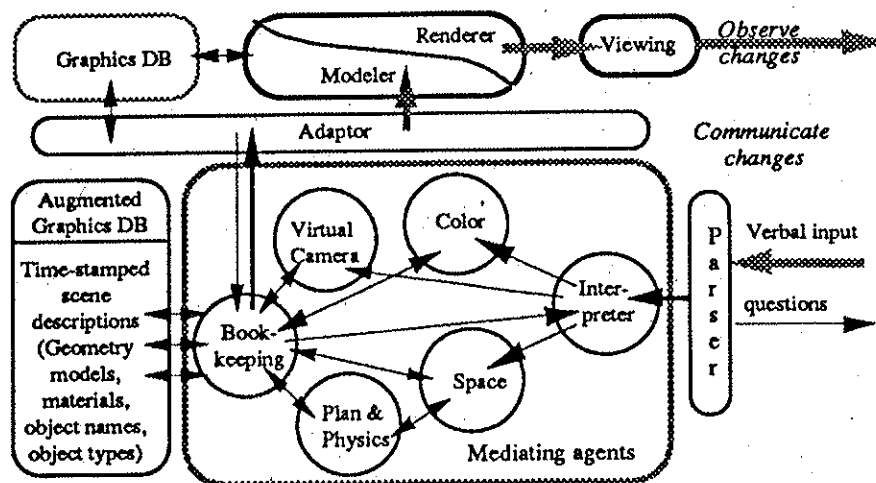 Graphics DB
Renderer
Modeler
Viewing
Observe
changes
Adaptor
Communicate
changes
Augmented
Graphics DB
Time-stamped
scene
descriptions
(Geometry
models,
materials,
object names,
object types)
Virtual
Camera
Color
Inter-
preter
Book-
keeping
Space
Plan &
Physics
Mediating agents
Parser
Verbal input
questions